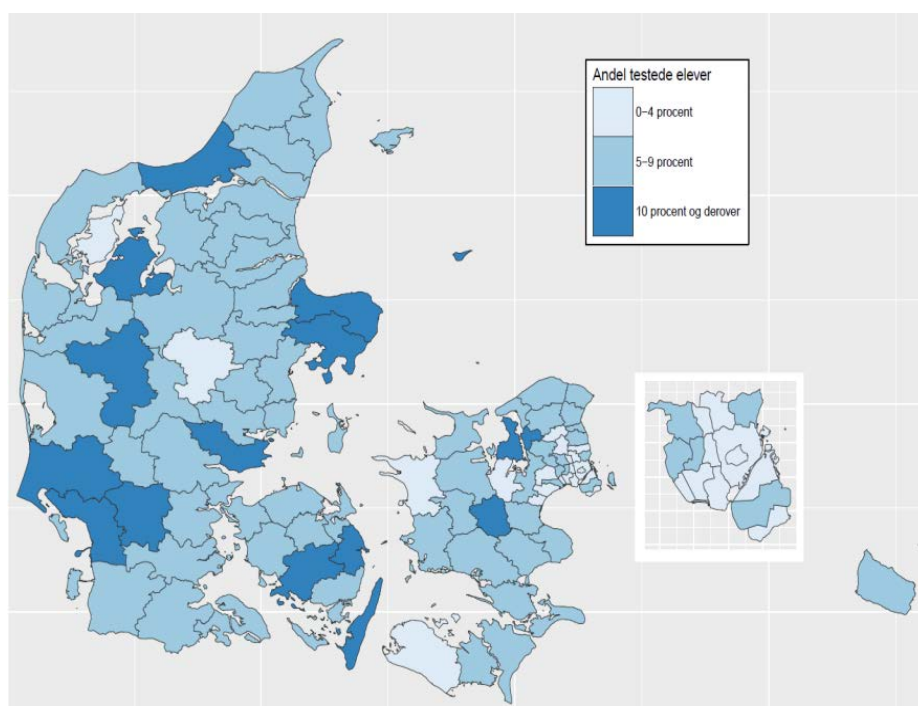 Andel testede elever
0–4 procent
5–9 procent
10 procent og derover